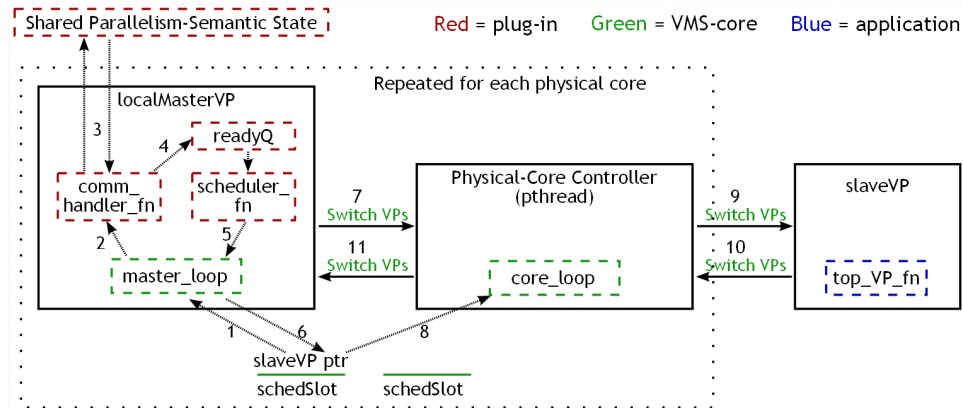 Shared Parallelism-Semantic State
Red = plug-in
Green = VMS-core
Blue = application
Repeated for each physical core
localMasterVP
3
4
readyQ
comm_
handler_fn
scheduler_
fn
2
5
master_loop
7
Switch VPs
11
Switch VPs
Physical-Core Controller
(pthread)
core_loop
9
Switch VPs
10
Switch VPs
slaveVP
top_VP_fn
1
6
8
slaveVP ptr
schedSlot
schedSlot